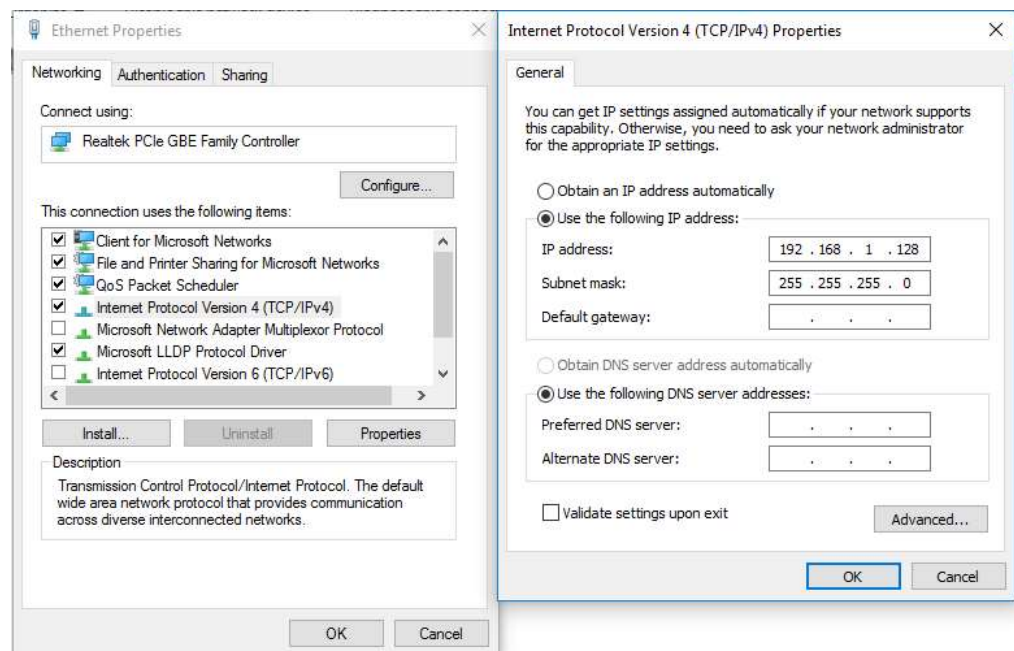 Ethernet Properties
Networking
Authentication
Sharing
Connect using:
Realtek PCIe GBE Family Controller
Configure...
This connection uses the following items:
Client for Microsoft Networks
File and Printer Sharing for Microsoft Networks
QoS Packet Scheduler
Internet Protocol Version 4 (TCP/IPv4)
Microsoft Network Adapter Multiplexor Protocol
Microsoft LLDP Protocol Driver
Internet Protocol Version 6 (TCP/IPv6)
Install...
Uninstall
Properties
Description
Transmission Control Protocol/Internet Protocol. The default
wide area network protocol that provides communication
across diverse interconnected networks.
OK
Cancel
Internet Protocol Version 4 (TCP/IPv4) Properties
General
You can get IP settings assigned automatically if your network supports
this capability. Otherwise, you need to ask your network administrator
for the appropriate IP settings.
Obtain an IP address automatically
Use the following IP address:
IP address: 192 . 168 . 1 . 128
Subnet mask: 255 . 255 . 255 . 0
Default gateway: . . .
Obtain DNS server address automatically
Use the following DNS server addresses:
Preferred DNS server: . . .
Alternate DNS server: . . .
Validate settings upon exit
Advanced...
OK
Cancel